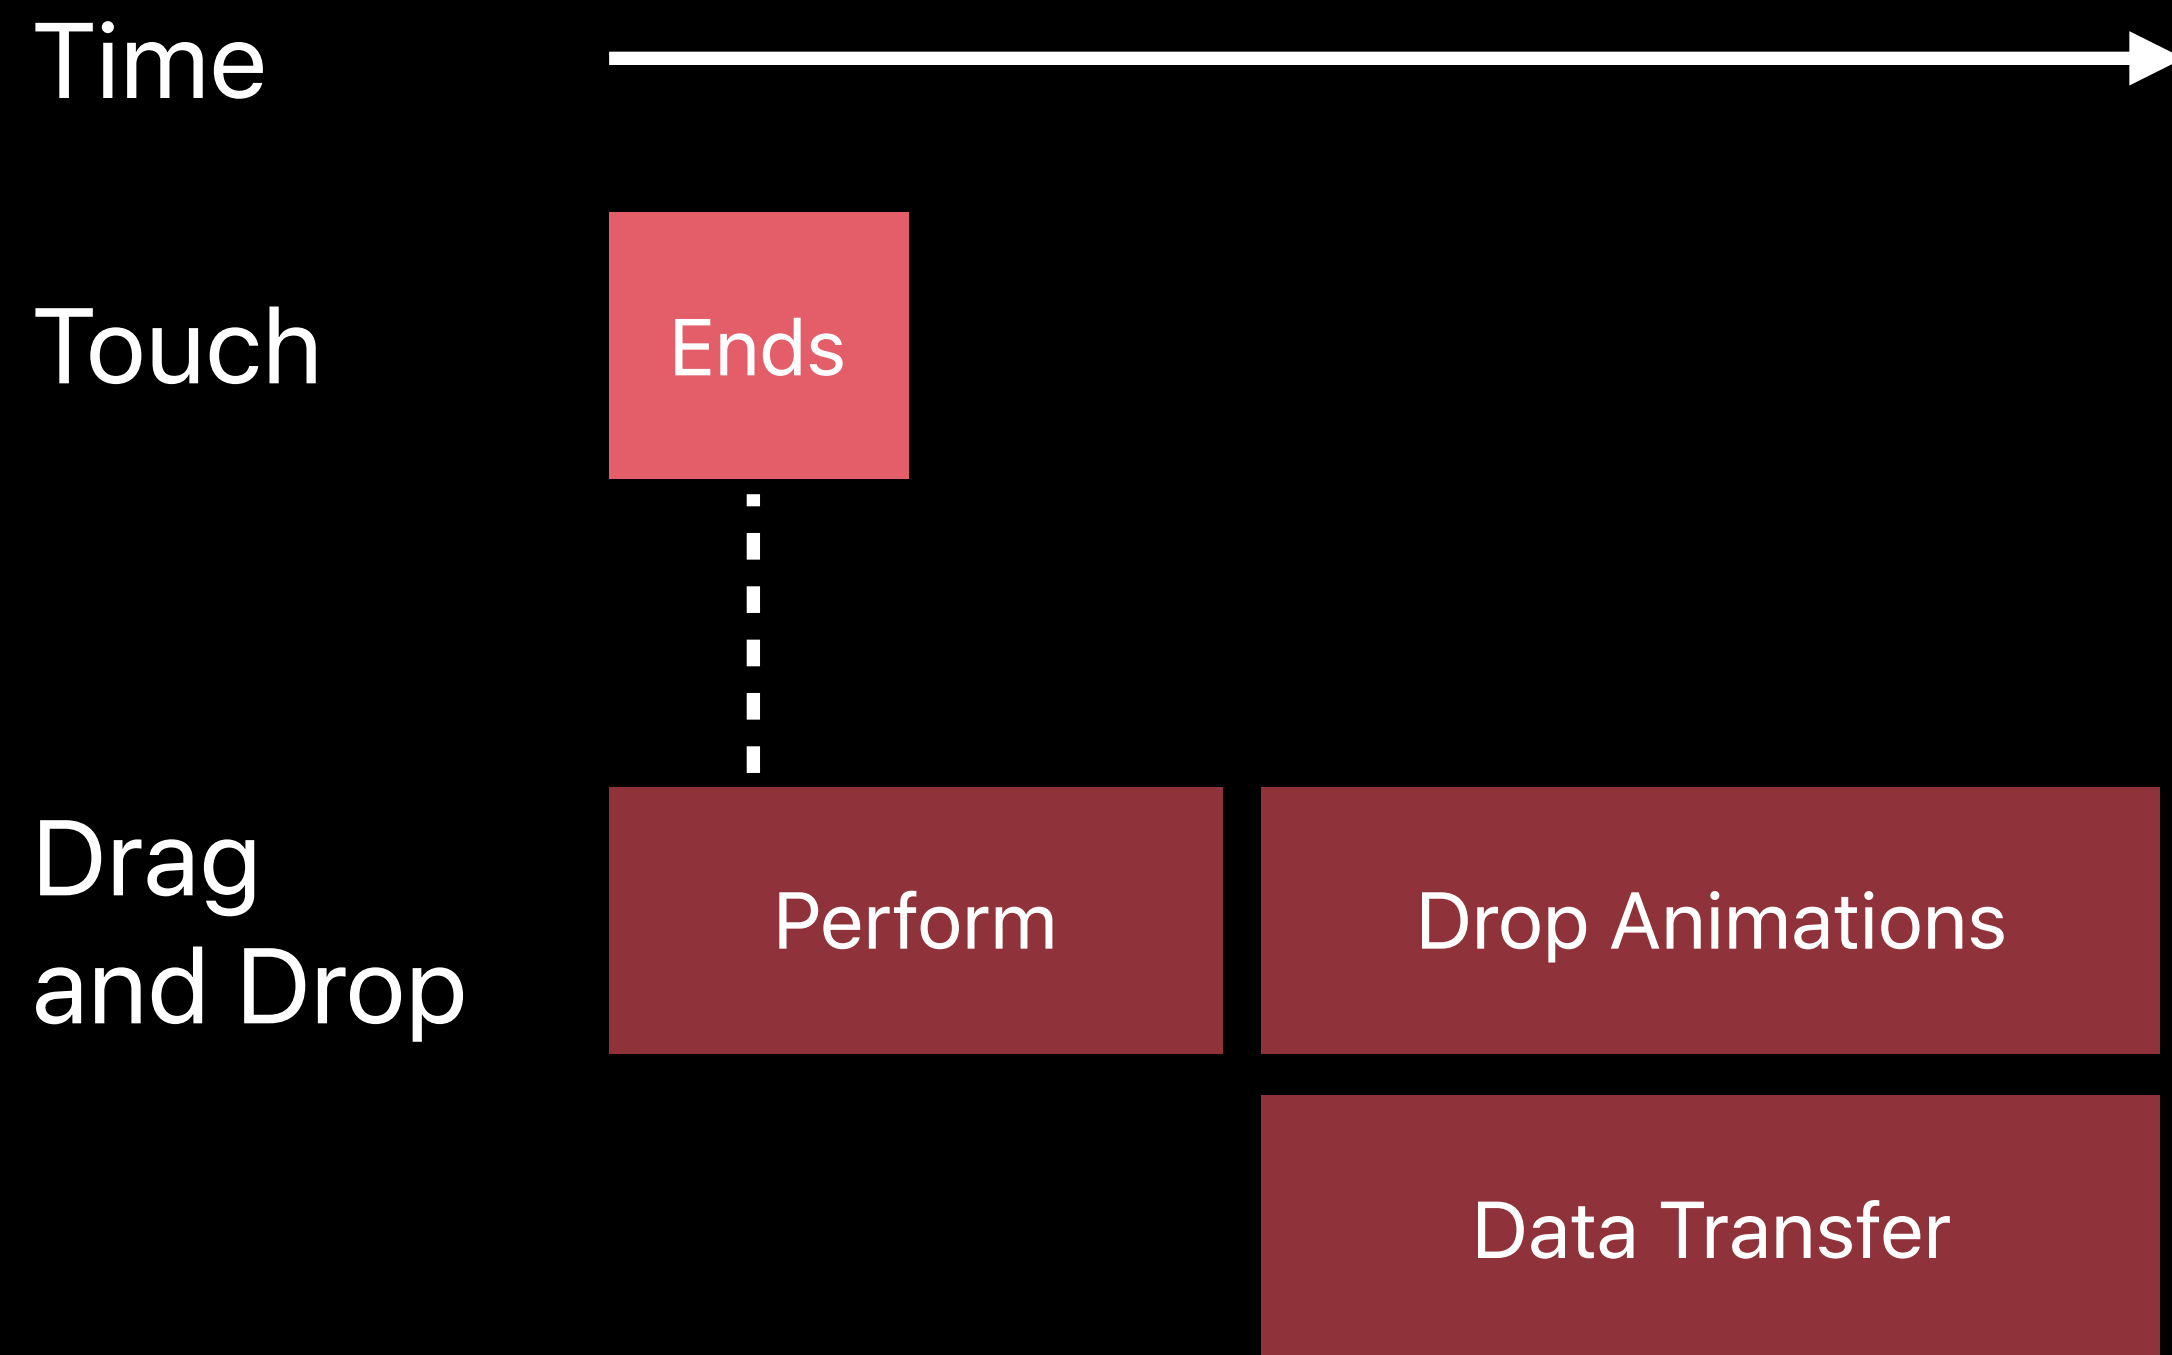 Time
Touch
Ends
Drag
and Drop
Perform
Drop Animations
Data Transfer